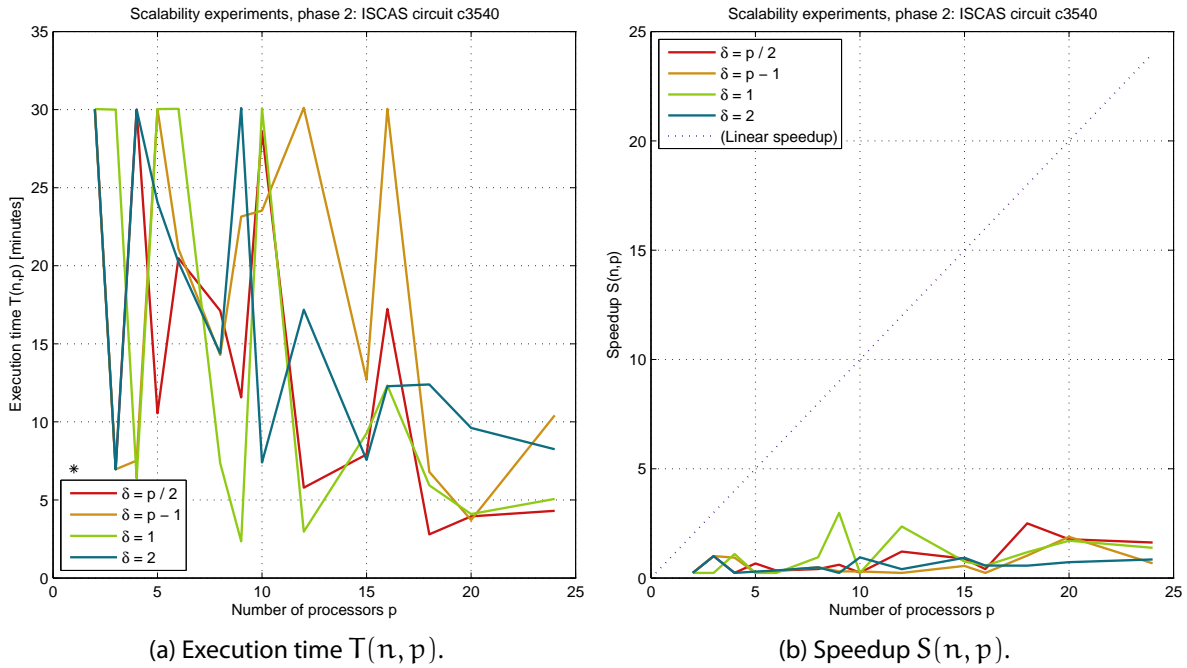 Scalability experiments, phase 2: ISCAS circuit c3540
35
30
25
20
15
10
5
0
Execution time T(n,p) [minutes]
*
δ = p / 2
δ = p − 1
δ = 1
δ = 2
0
5
10
15
20
25
Number of processors p
(a) Execution time T(n, p).
Scalability experiments, phase 2: ISCAS circuit c3540
25
20
15
10
5
0
Speedup S(n,p)
δ = p / 2
δ = p − 1
δ = 1
δ = 2
(Linear speedup)
0
5
10
15
20
25
Number of processors p
(b) Speedup S(n, p).